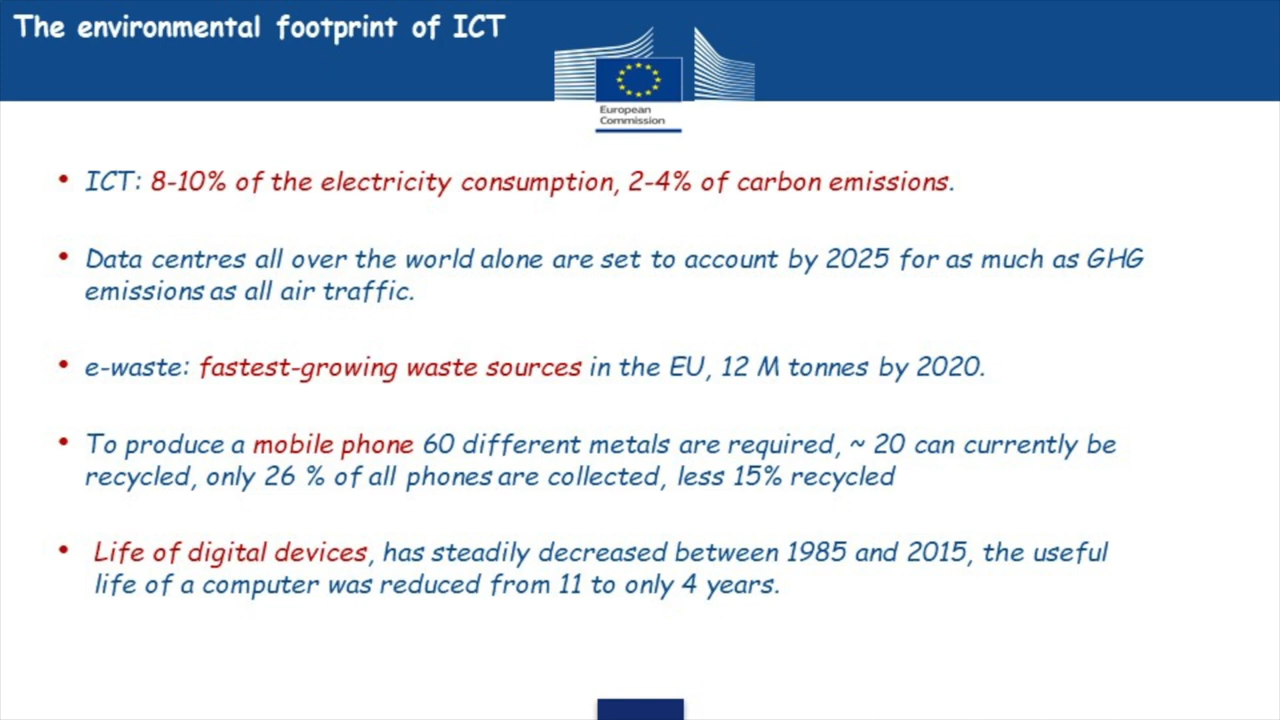 The environmental footprint of ICT
European
Commission
• ICT: 8-10% of the electricity consumption, 2-4% of carbon emissions.
• Data centres all over the world alone are set to account by 2025 for as much as GHG
emissions as all air traffic.
• e-waste: fastest-growing waste sources in the EU, 12 M tonnes by 2020.
• To produce a mobile phone 60 different metals are required, ~ 20 can currently be
recycled, only 26 % of all phones are collected, less 15% recycled
• Life of digital devices, has steadily decreased between 1985 and 2015, the useful
life of a computer was reduced from 11 to only 4 years.